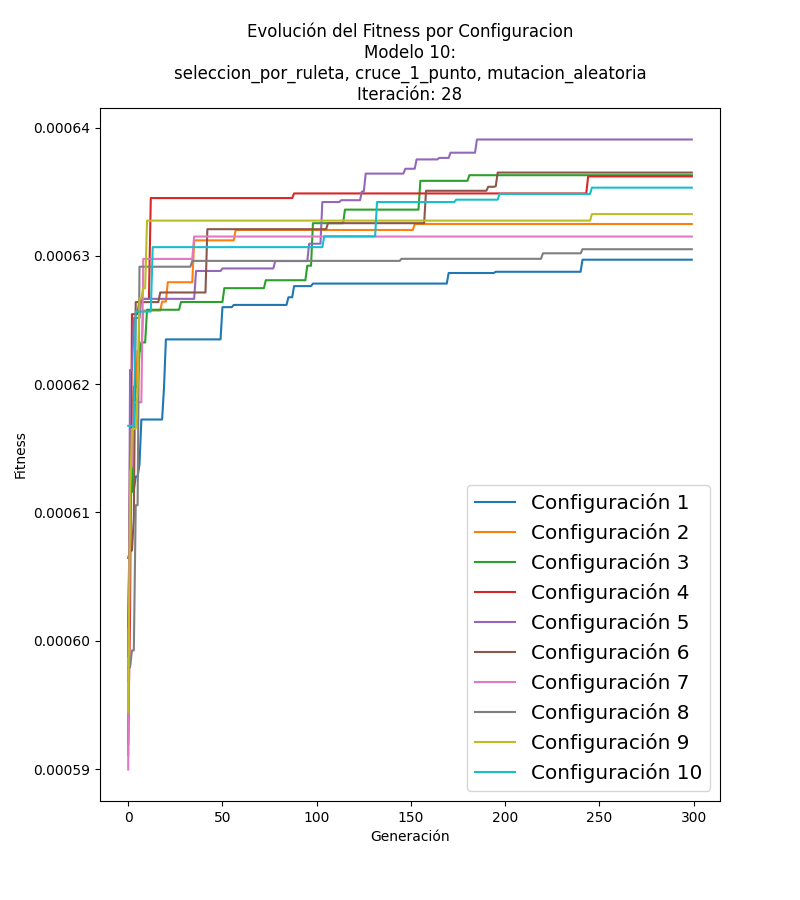 Evolución del Fitness por Configuracion
Modelo 10:
seleccion_por_ruleta, cruce_1_punto, mutacion_aleatoria
Iteración: 28
0.00064
0.00063
0.00062
0.00061
0.00060
0.00059
Fitness
0
50
100
150
200
250
300
Generación
Configuración 1
Configuración 2
Configuración 3
Configuración 4
Configuración 5
Configuración 6
Configuración 7
Configuración 8
Configuración 9
Configuración 10